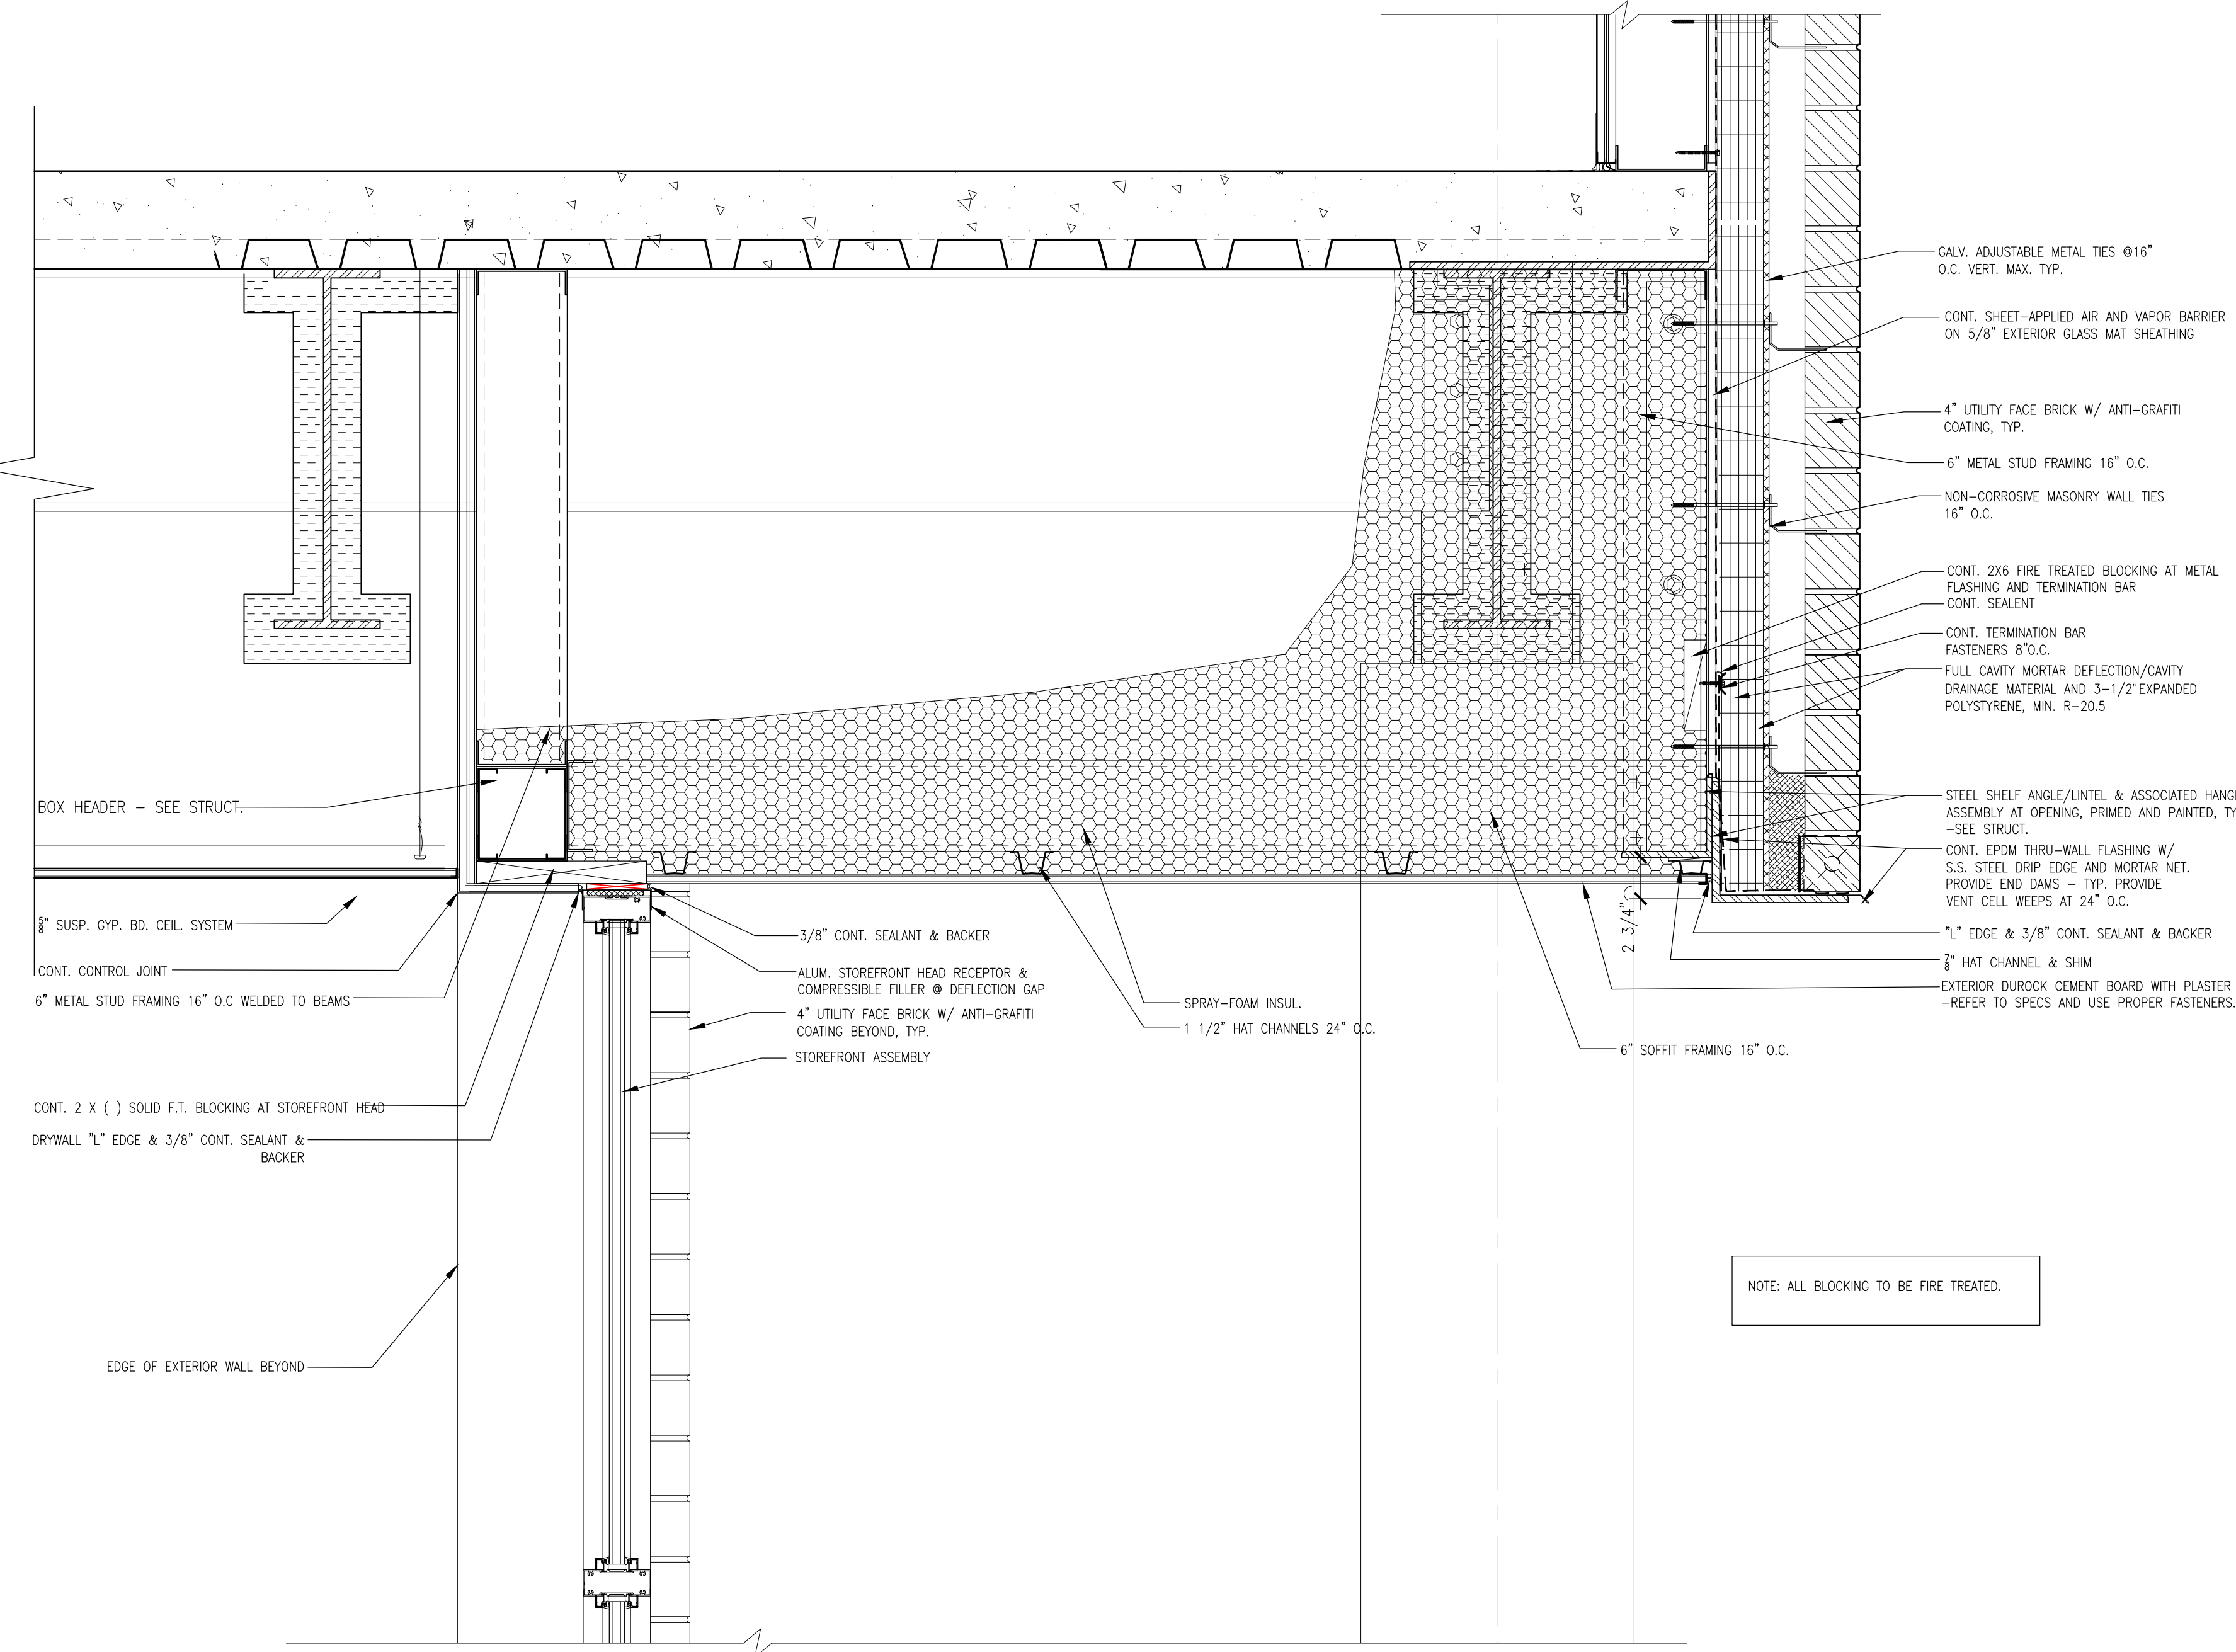 GALV. ADJUSTABLE METAL TIES @16"
O.C. VERT. MAX. TYP.
CONT. SHEET-APPLIED AIR AND VAPOR BARRIER
ON 5/8" EXTERIOR GLASS MAT SHEATHING
4" UTILITY FACE BRICK W/ ANTI-GRAFITI
COATING, TYP.
6" METAL STUD FRAMING 16" O.C.
NON-CORROSIVE MASONRY WALL TIES
16" O.C.
CONT. 2X6 FIRE TREATED BLOCKING AT METAL
FLASHING AND TERMINATION BAR
CONT. SEALENT
CONT. TERMINATION BAR
FASTENERS 8"O.C.
FULL CAVITY MORTAR DEFLECTION/CAVITY
DRAINAGE MATERIAL AND 3-1/2" EXPANDED
POLYSTYRENE, MIN. R-20.5
STEEL SHELF ANGLE/LINTEL & ASSOCIATED HANG
ASSEMBLY AT OPENING, PRIMED AND PAINTED, TY
-SEE STRUCT.
CONT. EPDM THRU-WALL FLASHING W/
S.S. STEEL DRIP EDGE AND MORTAR NET.
PROVIDE END DAMS - TYP. PROVIDE
VENT CELL WEEPS AT 24" O.C.
"L" EDGE & 3/8" CONT. SEALANT & BACKER
7/8" HAT CHANNEL & SHIM
EXTERIOR DUROCK CEMENT BOARD WITH PLASTER
-REFER TO SPECS AND USE PROPER FASTENERS.
2 3/4"
BOX HEADER - SEE STRUCT.
5/8" SUSP. GYP. BD. CEIL. SYSTEM
CONT. CONTROL JOINT
6" METAL STUD FRAMING 16" O.C WELDED TO BEAMS
CONT. 2 X ( ) SOLID F.T. BLOCKING AT STOREFRONT HEAD
DRYWALL "L" EDGE & 3/8" CONT. SEALANT &
BACKER
EDGE OF EXTERIOR WALL BEYOND
3/8" CONT. SEALANT & BACKER
ALUM. STOREFRONT HEAD RECEPTOR &
COMPRESSIBLE FILLER @ DEFLECTION GAP
4" UTILITY FACE BRICK W/ ANTI-GRAFITI
COATING BEYOND, TYP.
STOREFRONT ASSEMBLY
SPRAY-FOAM INSUL.
1 1/2" HAT CHANNELS 24" O.C.
6" SOFFIT FRAMING 16" O.C.
NOTE: ALL BLOCKING TO BE FIRE TREATED.